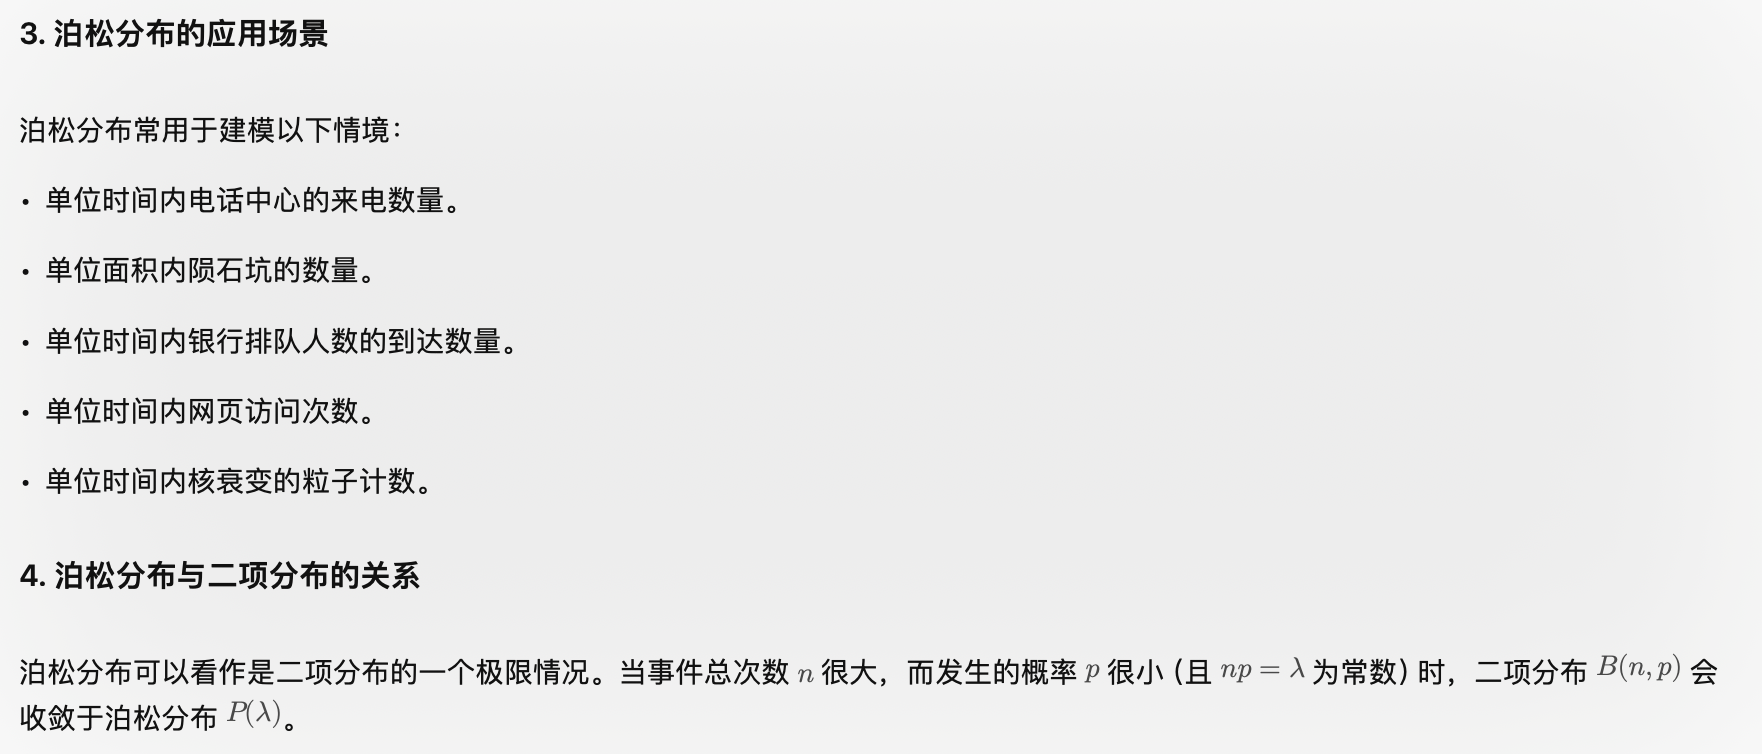 3. 泊松分布的应用场景
泊松分布常用于建模以下情境：
• 单位时间内电话中心的来电数量。
• 单位面积内陨石坑的数量。
• 单位时间内银行排队人数的到达数量。
• 单位时间内网页访问次数。
• 单位时间内核衰变的粒子计数。
4. 泊松分布与二项分布的关系
泊松分布可以看作是二项分布的一个极限情况。当事件总次数 n 很大，而发生的概率 p 很小（且 np = λ 为常数）时，二项分布 B(n, p) 会
收敛于泊松分布 P(λ)。